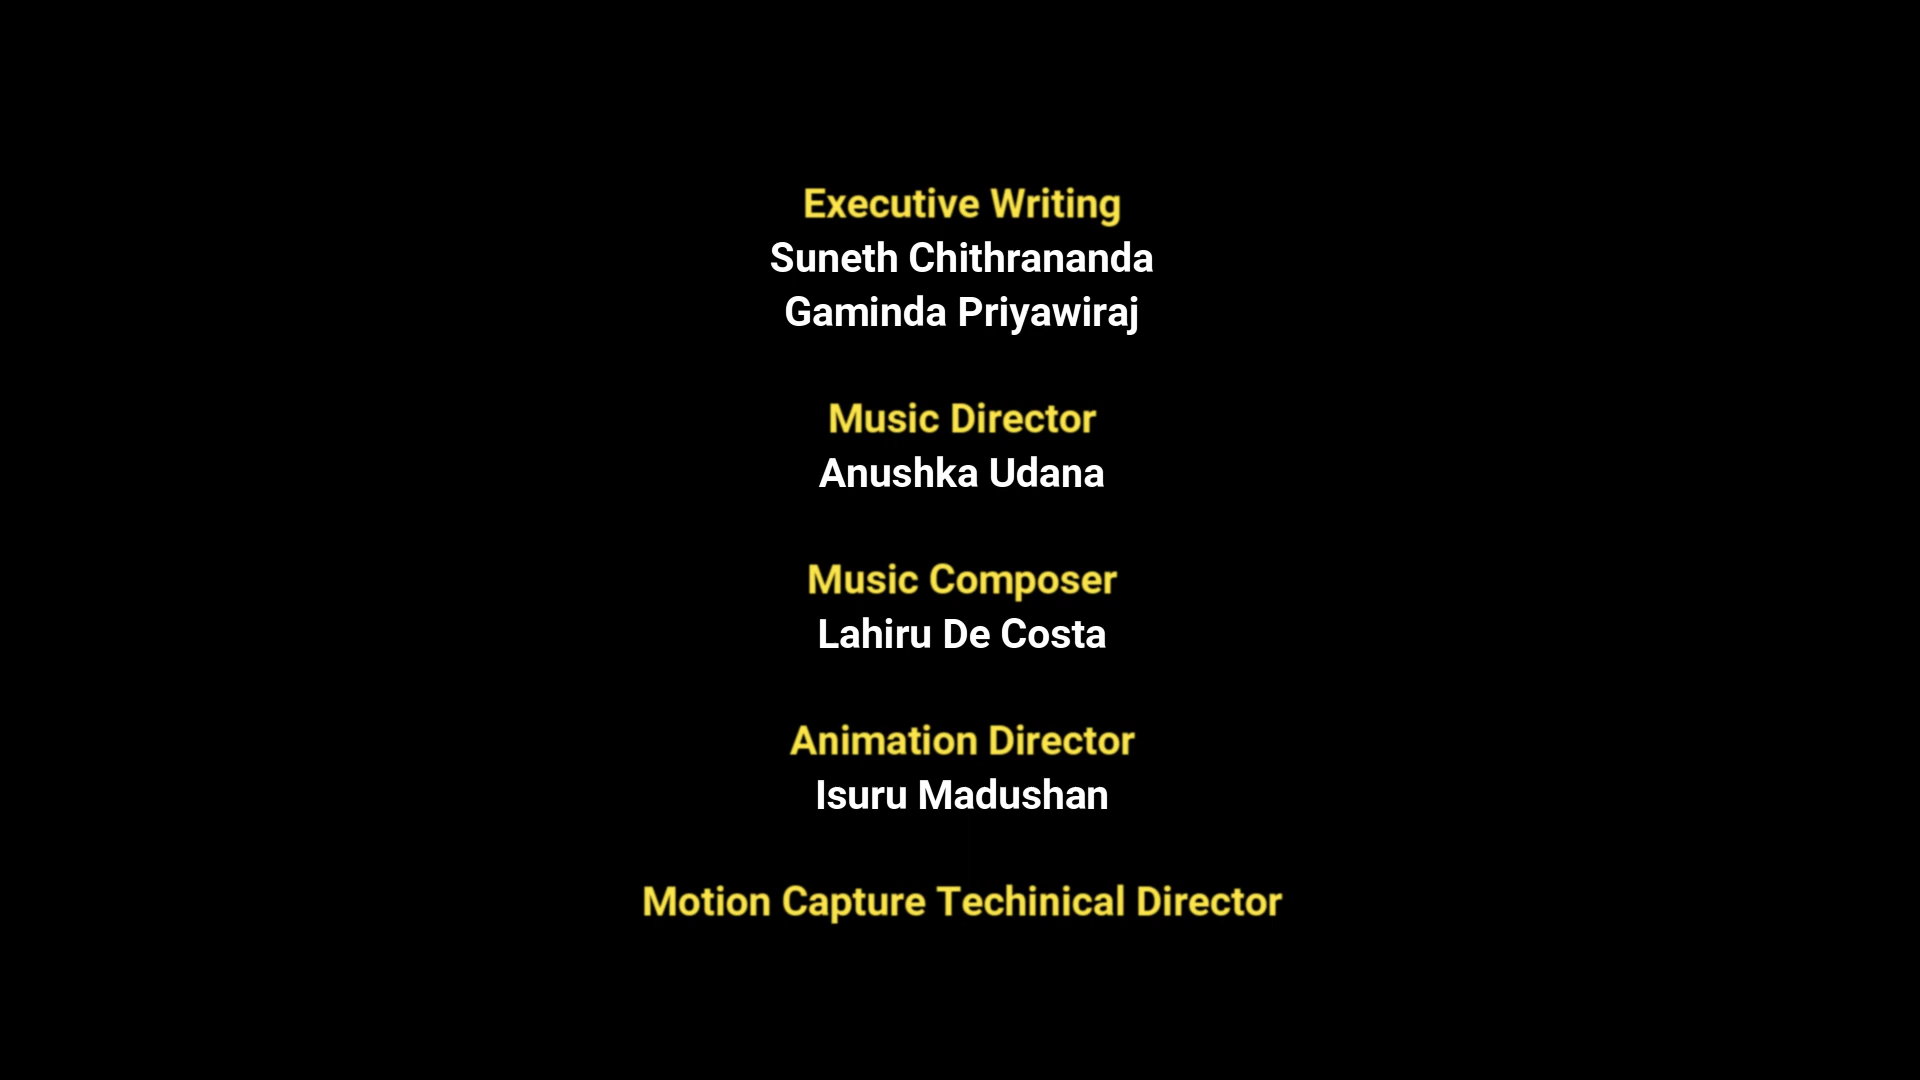 Executive Writing
Suneth Chithrananda
Gaminda Priyawiraj
Music Director
Anushka Udana
Music Composer
Lahiru De Costa
Animation Director
Isuru Madushan
Motion Capture Techinical Director